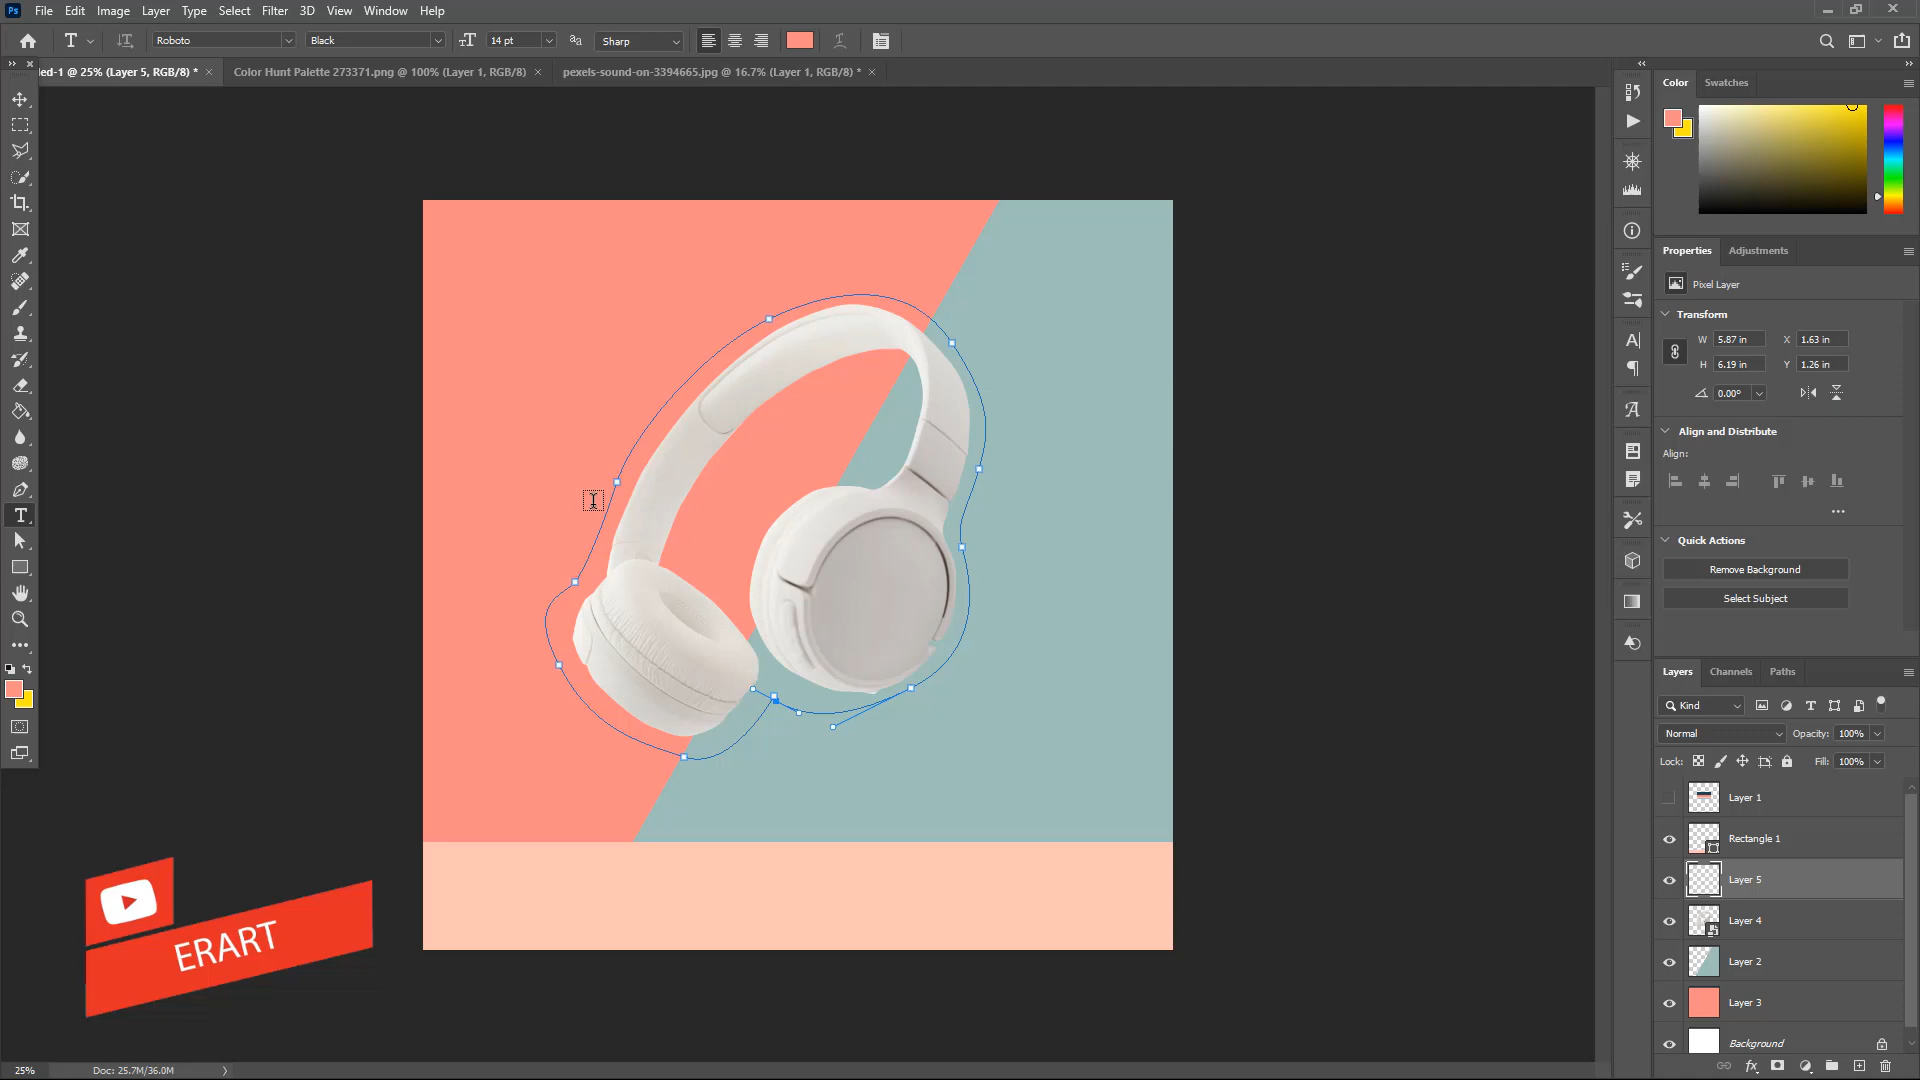 Ps File Edit Image Layer Type Select Filter 3D View Window Help
Roboto Black 14 pt Sharp
led-1 @ 25% (Layer 5, RGB/8) * Color Hunt Palette 273371.png @ 100% (Layer 1, RGB/8) pexels-sound-on-3394665.jpg @ 16.7% (Layer 1, RGB/8) *
Color Swatches
Properties Adjustments
Pixel Layer
Transform
W 5.87 in X 1.63 in
H 6.19 in Y 1.26 in
0.00°
Align and Distribute
Align:
Quick Actions
Remove Background
Select Subject
Layers Channels Paths
Kind
Normal Opacity: 100%
Lock: Fill: 100%
Layer 1
Rectangle 1
Layer 5
Layer 4
Layer 2
Layer 3
Background
ERART
25% Doc: 25.7M/36.0M